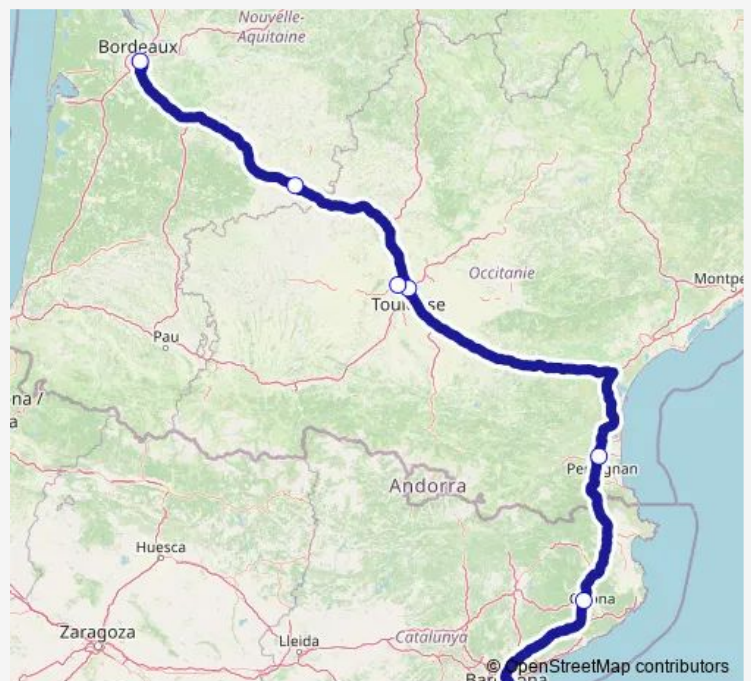 Nouvelle-
Aquitaine
Bordeaux
Occitanie
Montpe
Pau
na /
a
Andorra
Huesca
Zaragoza
Lleida
Catalunya
© OpenStreetMap contributors